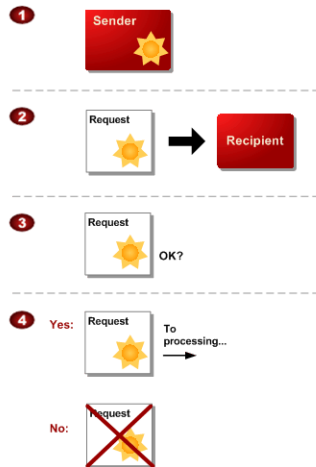 1
Sender
2
Request
Recipient
3
Request
OK?
4
Yes:
Request
To
processing...
No:
Request